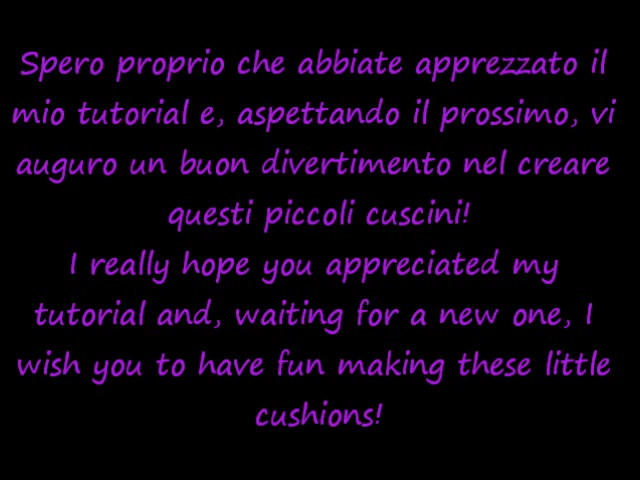 Spero proprio che abbiate apprezzato il
mio tutorial e, aspettando il prossimo, vi
auguro un buon divertimento nel creare
questi piccoli cuscini!
I really hope you appreciated my
tutorial and, waiting for a new one, I
wish you to have fun making these little
cushions!